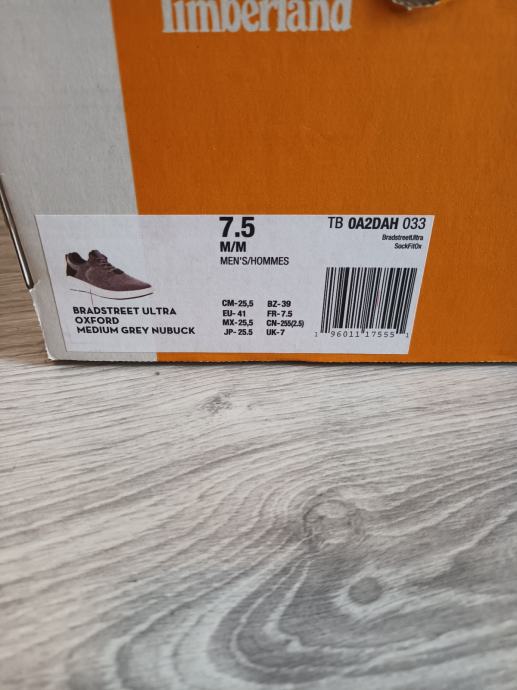 Timberland
7.5
M/M
MEN'S/HOMMES
TB 0A2DAH 033
BradstreetUltra
SockFitOx
BRADSTREET ULTRA
OXFORD
MEDIUM GREY NUBUCK
CM-25,5 BZ-39
EU- 41 FR-7.5
MX-25,5 CN-255(2.5)
JP- 25.5 UK-7
1 96011 17555 1